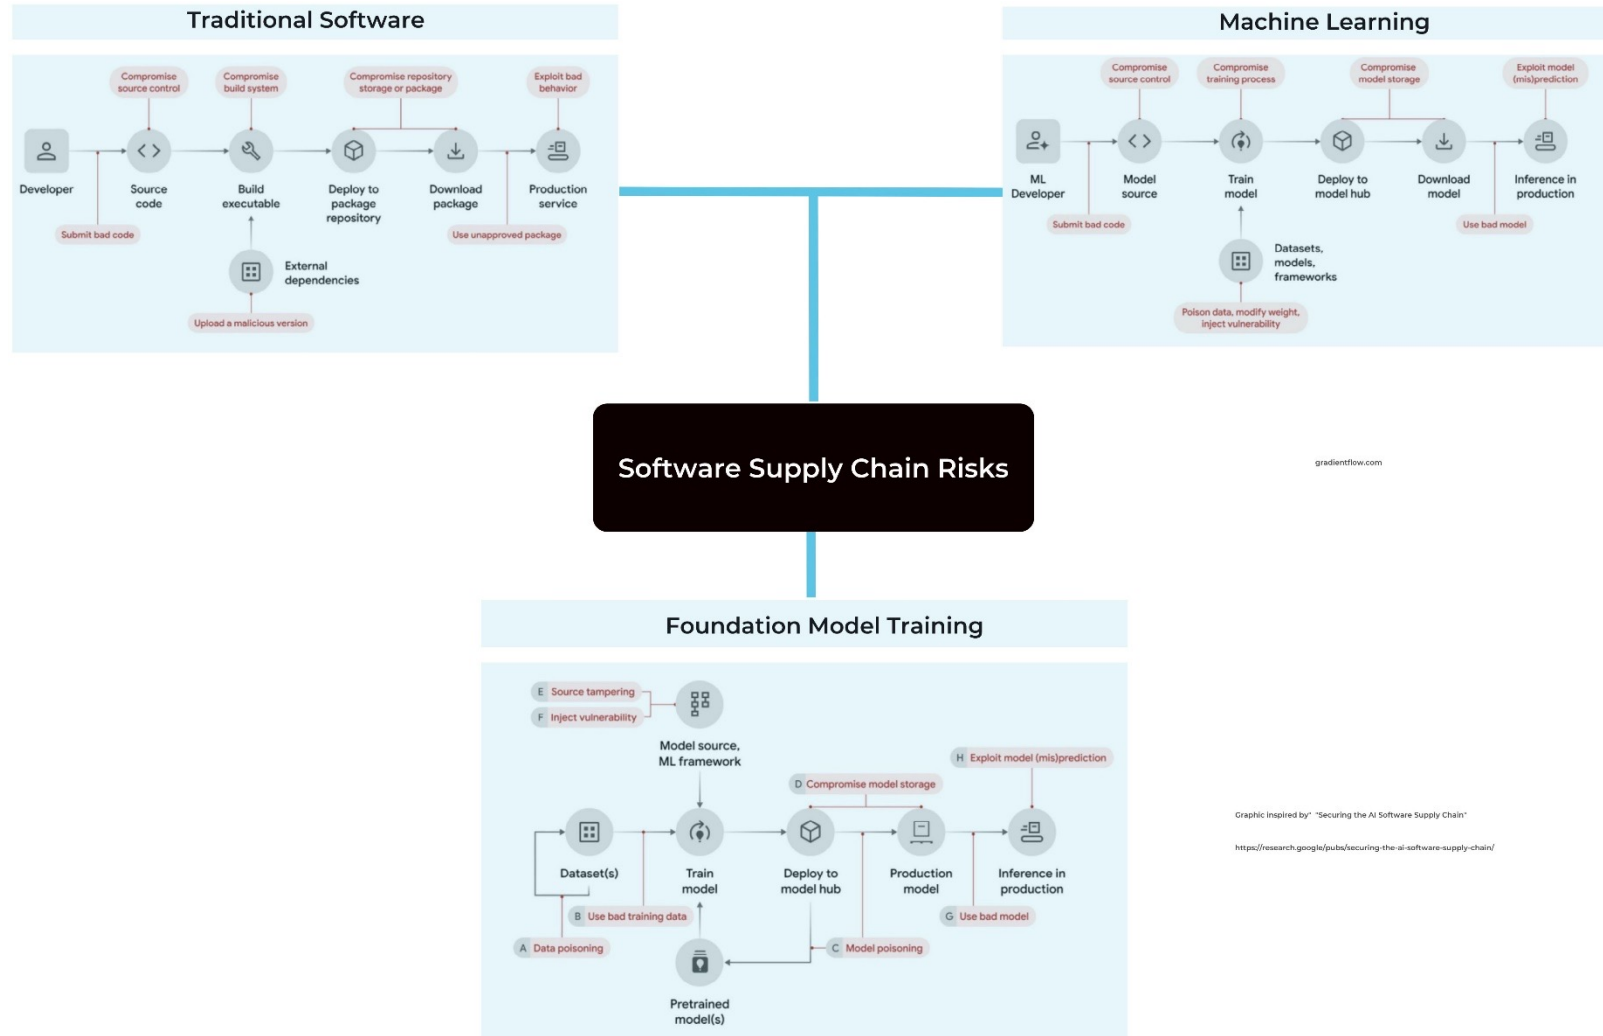 Traditional Software
Compromise
source control
Compromise
build system
Compromise repository
storage or package
Exploit bad
behavior
Developer
Source
code
Build
executable
Deploy to
package
repository
Download
package
Production
service
Submit bad code
Use unapproved package
External
dependencies
Upload a malicious version
Machine Learning
Compromise
source control
Compromise
training process
Compromise
model storage
Exploit model
(mis)prediction
ML
Developer
Model
source
Train
model
Deploy to
model hub
Download
model
Inference in
production
Submit bad code
Use bad model
Datasets,
models,
frameworks
Poison data, modify weight,
inject vulnerability
Software Supply Chain Risks
gradientflow.com
Foundation Model Training
E Source tampering
F Inject vulnerability
Model source,
ML framework
H Exploit model (mis)prediction
D Compromise model storage
Dataset(s)
Train
model
Deploy to
model hub
Production
model
Inference in
production
B Use bad training data
G Use bad model
A Data poisoning
C Model poisoning
Pretrained
model(s)
Graphic inspired by" "Securing the AI Software Supply Chain"
https://research.google/pubs/securing-the-ai-software-supply-chain/